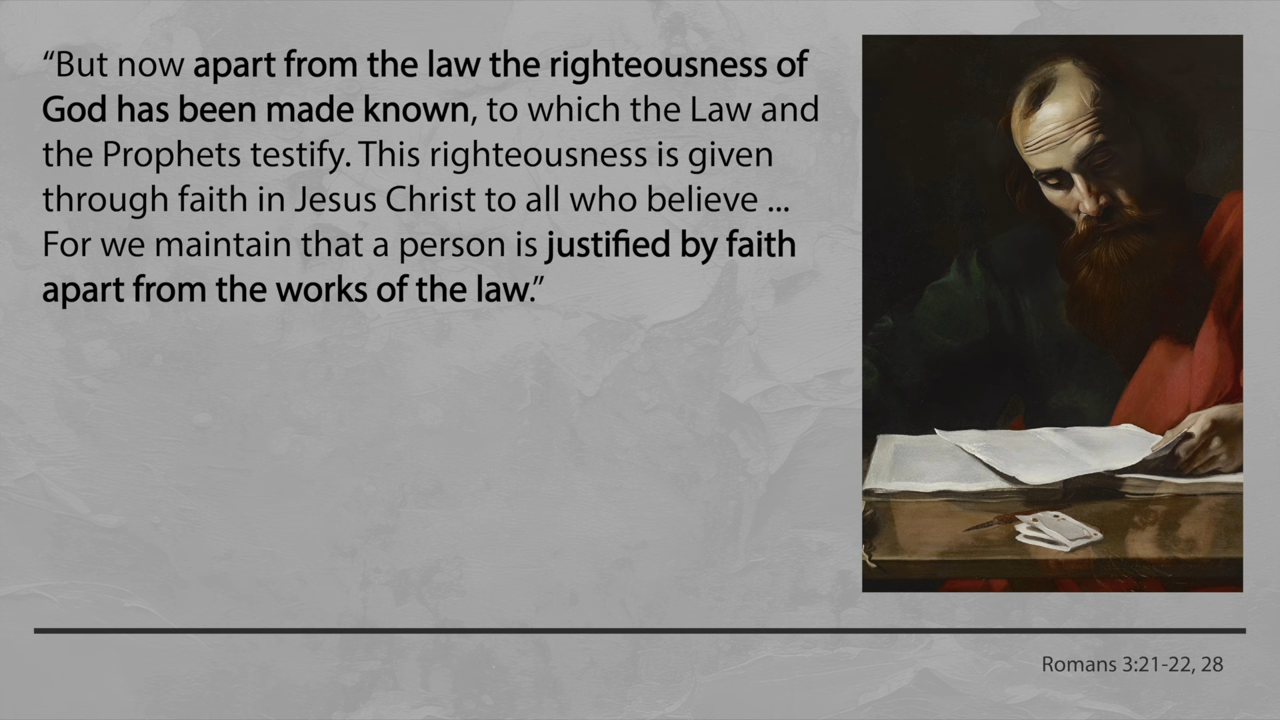 “But now apart from the law the righteousness of
God has been made known, to which the Law and
the Prophets testify. This righteousness is given
through faith in Jesus Christ to all who believe ...
For we maintain that a person is justified by faith
apart from the works of the law.”
Romans 3:21-22, 28